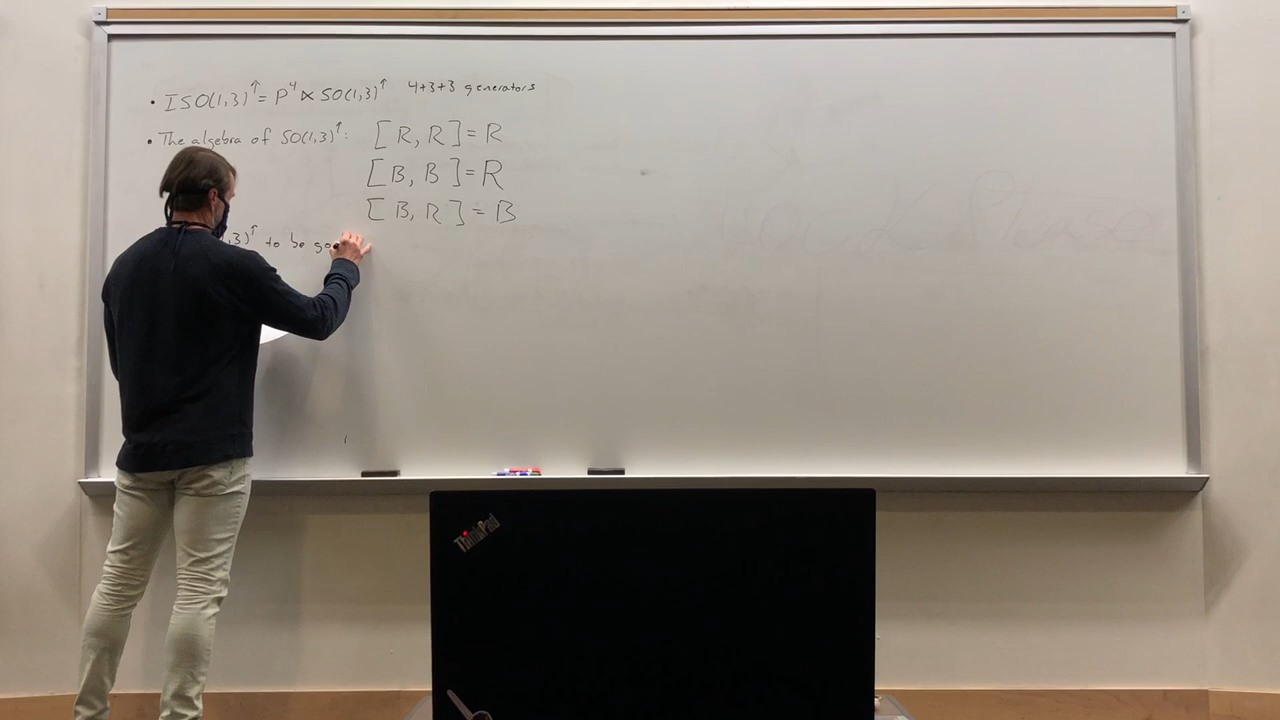 • ISO(1,3)↑ = P⁴ ⋉ SO(1,3)↑ 4+3+3 generators
• The algebra of SO(1,3)↑: [R, R] = R
[B, B] = R
[B, R] = B
,3)↑ to be go
ThinkPad